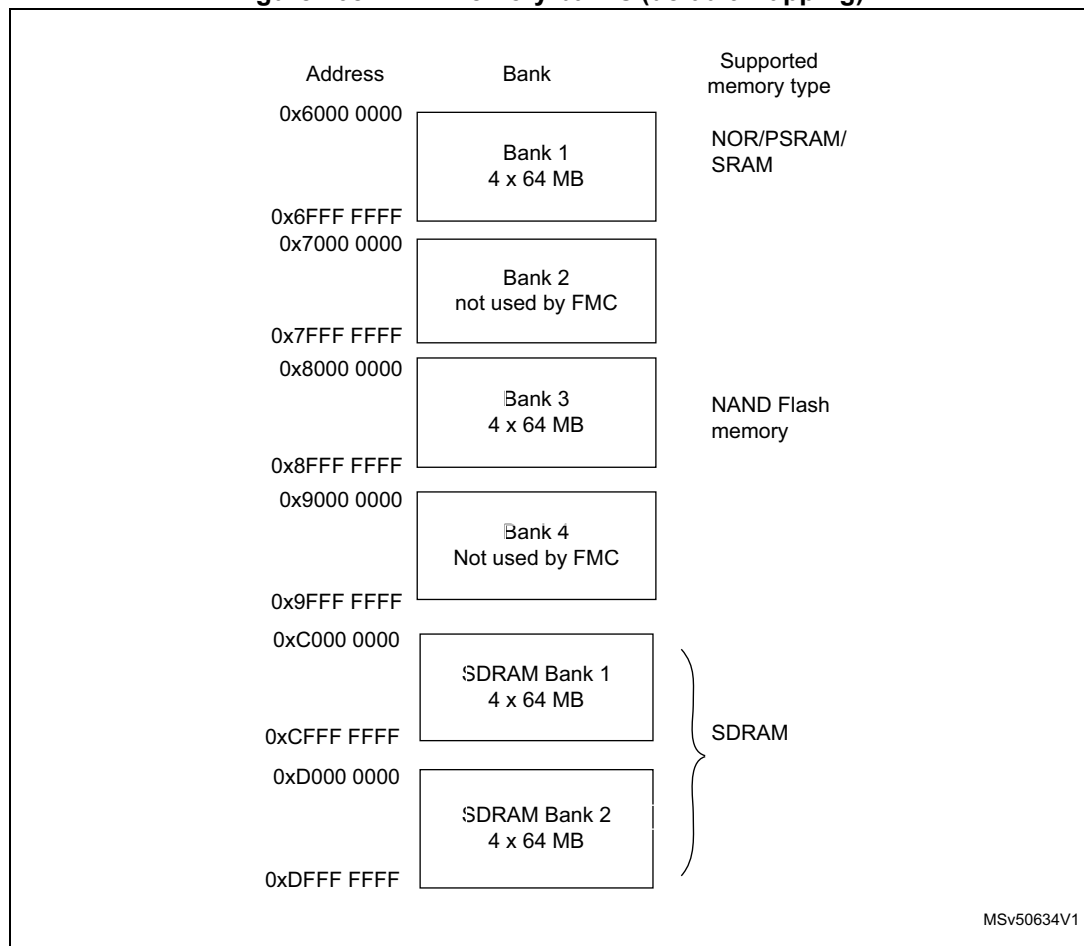 Address Bank Supported
memory type
0x6000 0000
Bank 1
4 x 64 MB
NOR/PSRAM/
SRAM
0x6FFF FFFF
0x7000 0000
Bank 2
not used by FMC
0x7FFF FFFF
0x8000 0000
Bank 3
4 x 64 MB
NAND Flash
memory
0x8FFF FFFF
0x9000 0000
Bank 4
Not used by FMC
0x9FFF FFFF
0xC000 0000
SDRAM Bank 1
4 x 64 MB
0xCFFF FFFF
SDRAM
0xD000 0000
SDRAM Bank 2
4 x 64 MB
0xDFFF FFFF
MSv50634V1